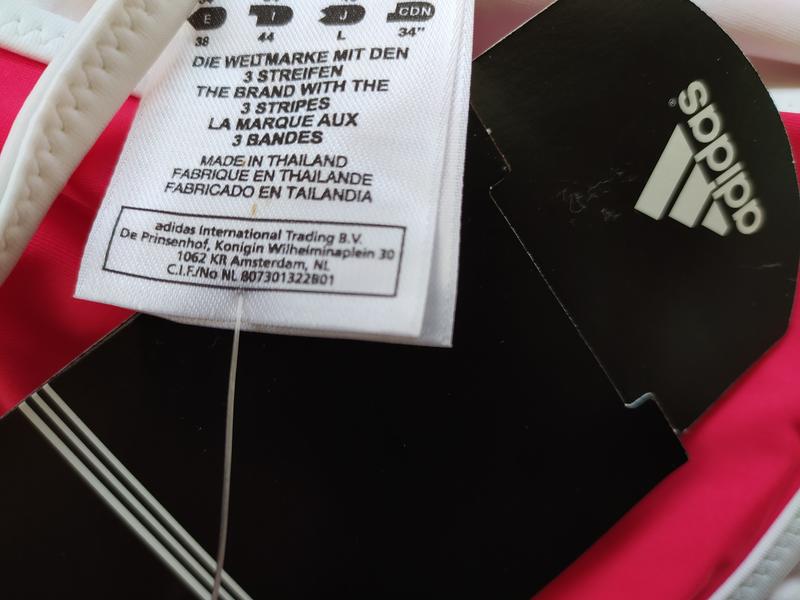 E I J CDN
38 44 L 34"
DIE WELTMARKE MIT DEN
3 STREIFEN
THE BRAND WITH THE
3 STRIPES
LA MARQUE AUX
3 BANDES
MADE IN THAILAND
FABRIQUE EN THAILANDE
FABRICADO EN TAILANDIA
adidas International Trading B.V.
De Prinsenhof, Konigin Wilhelminaplein 30
1062 KR Amsterdam, NL
C.I.F./No NL 807301322B01
adidas®